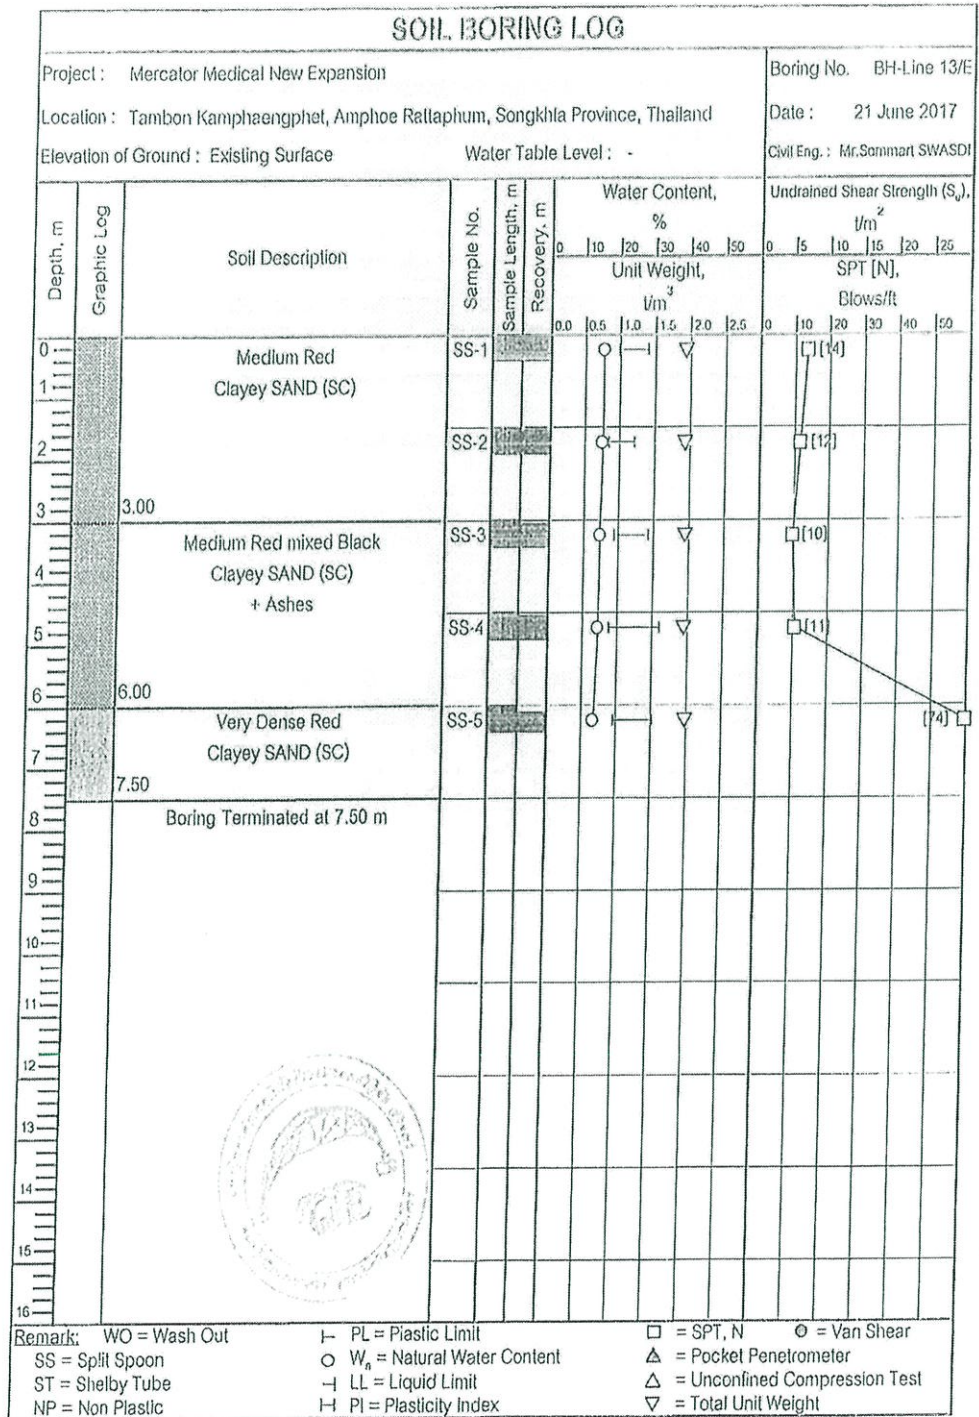 SOIL BORING LOG
Project : Mercator Medical New Expansion
Boring No. BH-Line 13/E
Location : Tambon Kamphaengphet, Amphoe Rattaphum, Songkhla Province, Thailand
Date : 21 June 2017
Elevation of Ground : Existing Surface
Water Table Level : -
Civil Eng. : Mr.Sommart SWASDI
Depth, m
Graphic Log
Soil Description
Sample No.
Sample Length, m
Recovery, m
Water Content,
%
0 10 20 30 40 50
Unit Weight,
t/m³
0.0 0.5 1.0 1.5 2.0 2.5
Undrained Shear Strength (Su),
t/m²
0 5 10 15 20 25
SPT [N],
Blows/ft
0 10 20 30 40 50
0
Medium Red
SS-1
[14]
1
Clayey SAND (SC)
2
SS-2
[12]
3
3.00
Medium Red mixed Black
SS-3
[10]
4
Clayey SAND (SC)
+ Ashes
5
SS-4
[11]
6
6.00
Very Dense Red
SS-5
[74]
7
Clayey SAND (SC)
7.50
8
Boring Terminated at 7.50 m
9
10
11
12
13
14
15
16
Remark: WO = Wash Out
⊢ PL = Plastic Limit
□ = SPT, N
● = Van Shear
SS = Split Spoon
○ Wn = Natural Water Content
▲ = Pocket Penetrometer
ST = Shelby Tube
⊣ LL = Liquid Limit
△ = Unconfined Compression Test
NP = Non Plastic
H PI = Plasticity Index
▽ = Total Unit Weight